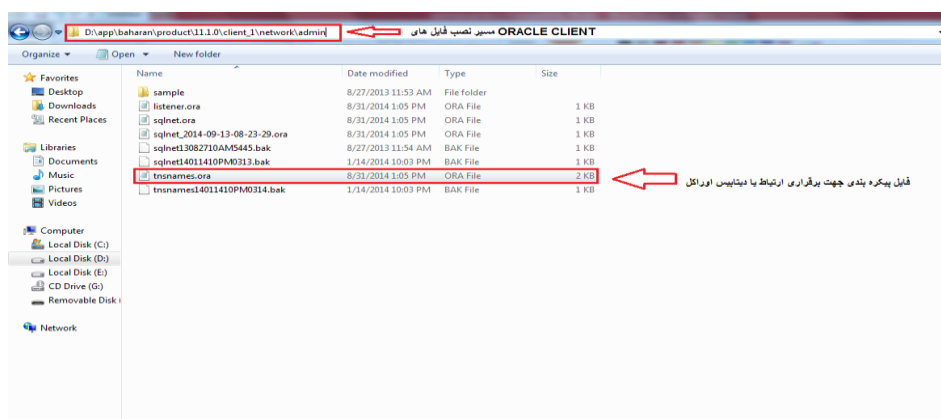 D:\app\baharan\product\11.1.0\client_1\network\admin
مسیر نصب فایل های ORACLE CLIENT
Organize Open New folder
Name Date modified Type Size
Favorites
Desktop
Downloads
Recent Places
Libraries
Documents
Music
Pictures
Videos
Computer
Local Disk (C:)
Local Disk (D:)
Local Disk (E:)
CD Drive (G:)
Removable Disk
Network
sample 8/27/2013 11:53 AM File folder
listener.ora 8/31/2014 1:05 PM ORA File 1 KB
sqlnet.ora 8/31/2014 1:05 PM ORA File 1 KB
sqlnet_2014-09-13-08-23-29.ora 8/31/2014 1:05 PM ORA File 1 KB
sqlnet13082710AM5445.bak 8/27/2013 11:54 AM BAK File 1 KB
sqlnet14011410PM0313.bak 1/14/2014 10:03 PM BAK File 1 KB
tnsnames.ora 8/31/2014 1:05 PM ORA File 2 KB
tnsnames14011410PM0314.bak 1/14/2014 10:03 PM BAK File 1 KB
فایل پیکره بندی جهت برقراری ارتباط با دیتابیس اوراکل